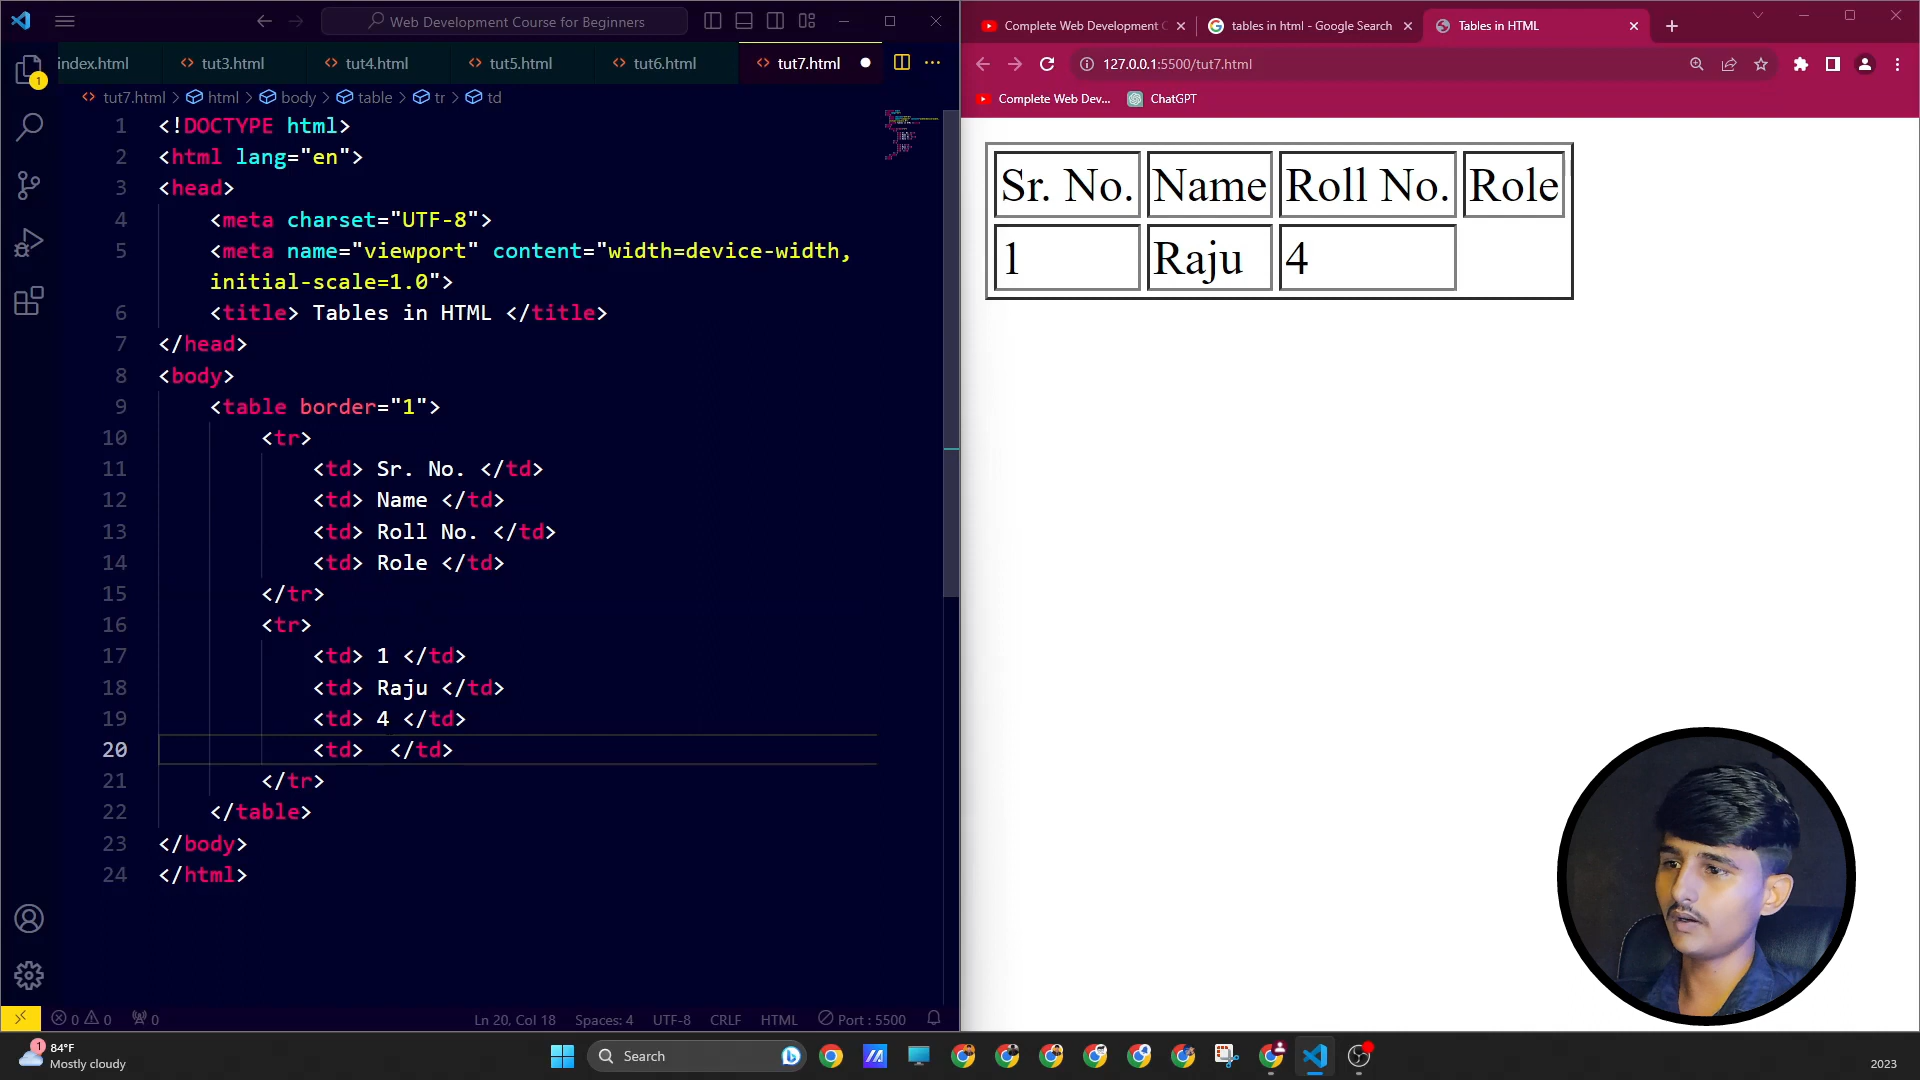 Web Development Course for Beginners
index.html
tut3.html
tut4.html
tut5.html
tut6.html
tut7.html
tut7.html > html > body > table > tr > td
1 <!DOCTYPE html>
2 <html lang="en">
3 <head>
4 <meta charset="UTF-8">
5 <meta name="viewport" content="width=device-width,
initial-scale=1.0">
6 <title> Tables in HTML </title>
7 </head>
8 <body>
9 <table border="1">
10 <tr>
11 <td> Sr. No. </td>
12 <td> Name </td>
13 <td> Roll No. </td>
14 <td> Role </td>
15 </tr>
16 <tr>
17 <td> 1 </td>
18 <td> Raju </td>
19 <td> 4 </td>
20 <td>  </td>
21 </tr>
22 </table>
23 </body>
24 </html>
1
0 0 0
Ln 20, Col 18
Spaces: 4
UTF-8
CRLF
HTML
Port : 5500
Complete Web Development C
tables in html - Google Search
Tables in HTML
127.0.0.1:5500/tut7.html
Complete Web Dev...
ChatGPT
Sr. No. Name Roll No. Role
1 Raju 4
1
84°F
Mostly cloudy
Search
2023